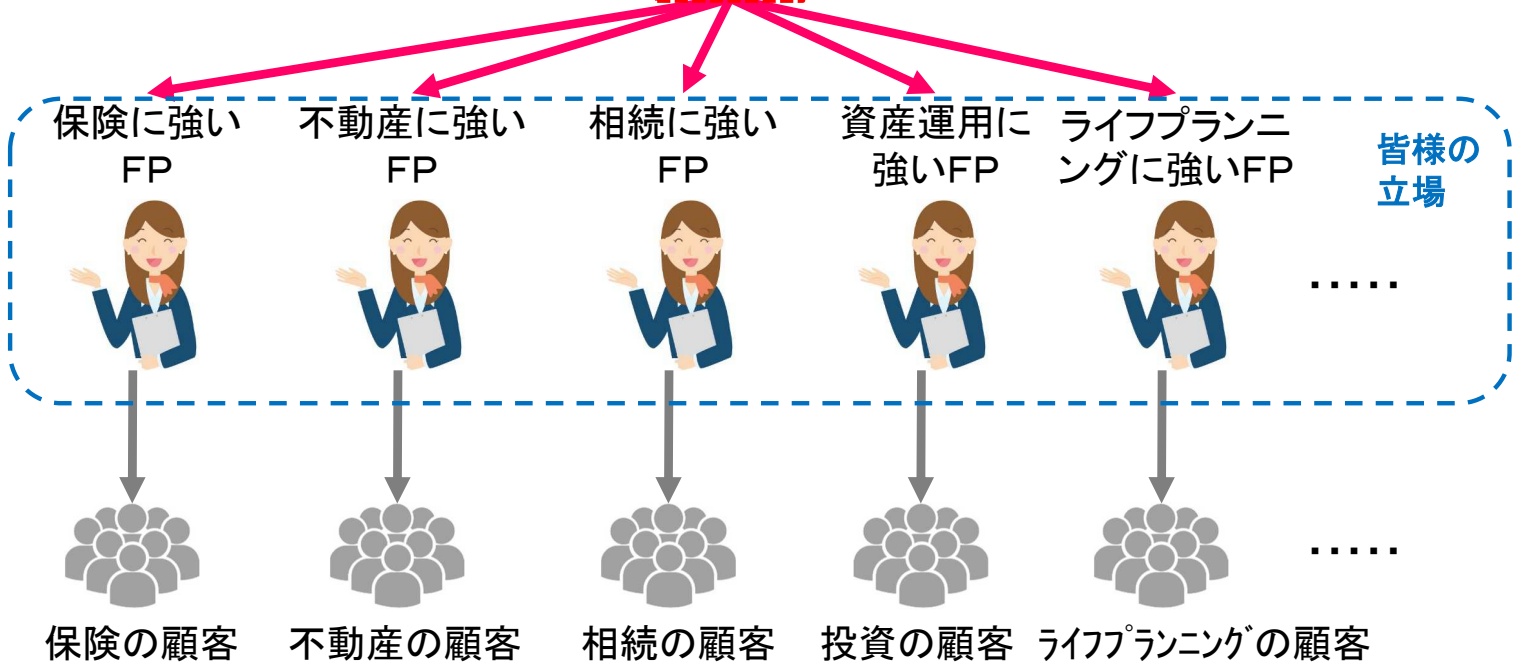 保険に強い
FP
不動産に強い
FP
相続に強い
FP
資産運用に
強いFP
ライフプランニ
ングに強いFP
皆様の
立場
.....
.....
保険の顧客
不動産の顧客
相続の顧客
投資の顧客
ﾗｲﾌﾌﾟﾗﾝﾆﾝｸﾞの顧客